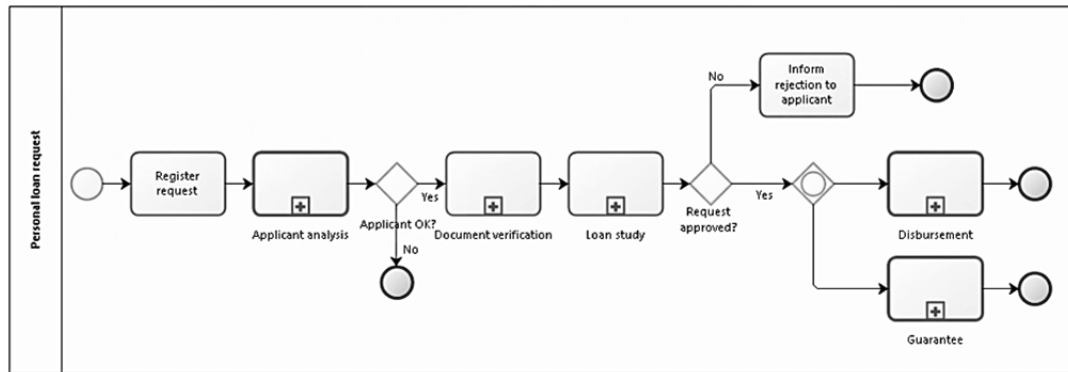 Personal loan request
Register
request
Applicant analysis
Applicant OK?
Yes
No
Document verification
Loan study
Request
approved?
No
Inform
rejection to
applicant
Yes
Disbursement
Guarantee